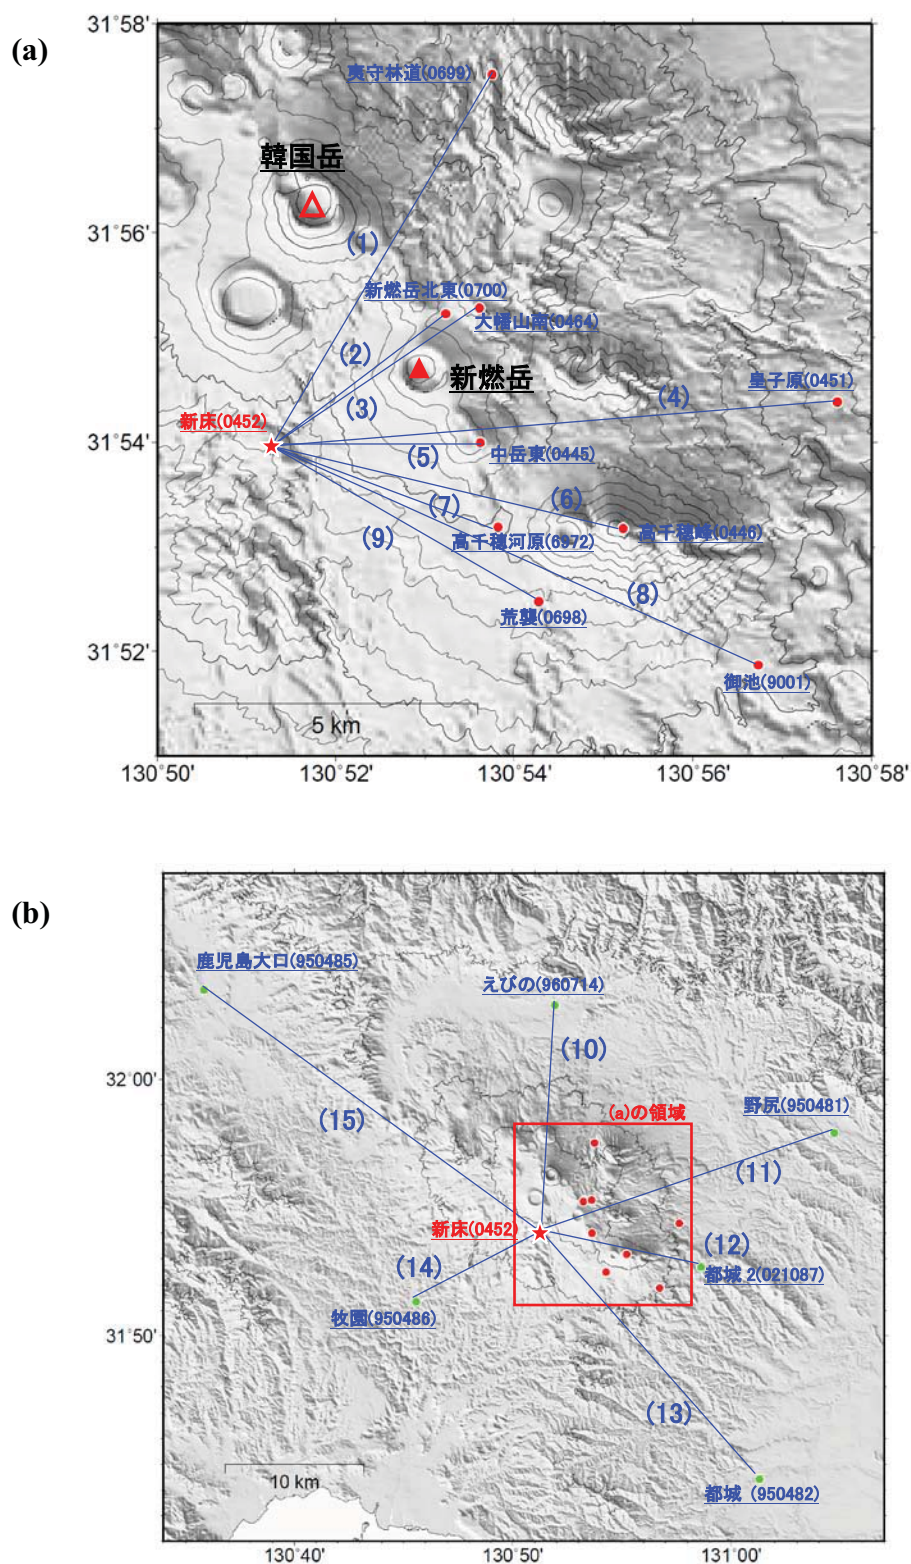 (a)
31°58'
夷守林道(0699)
韓国岳
31°56'
(1)
新燃岳北東(0700)
大幡山南(0464)
(2)
新燃岳
皇子原(0451)
(4)
(3)
新床(0452)
31°54'
中岳東(0445)
(5)
(6)
(7)
高千穂峰(0446)
(9)
高千穂河原(6972)
(8)
荒襲(0698)
31°52'
御池(9001)
5 km
130°50'
130°52'
130°54'
130°56'
130°58'
(b)
鹿児島大口(950485)
えびの(960714)
(10)
32°00'
野尻(950481)
(a)の領域
(15)
(11)
新床(0452)
(12)
(14)
都城 2(021087)
牧園(950486)
31°50'
(13)
10 km
都城 (950482)
130°40'
130°50'
131°00'